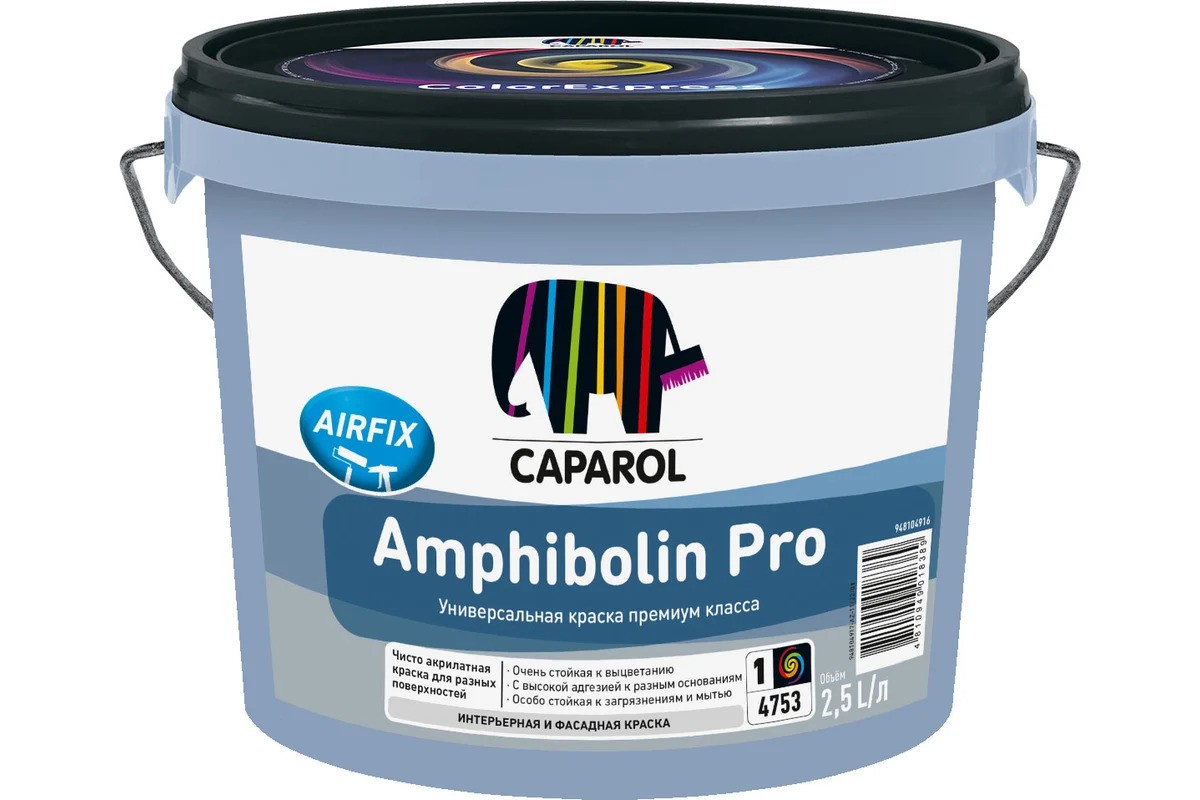 CAPAROL
ColorExpress
CAPAROL
AIRFIX
Amphibolin Pro
Универсальная краска премиум класса
948104916
4810949018389
Чисто акрилатная
краска для разных
поверхностей
· Очень стойкая к выцветанию
· С высокой адгезией к разным основаниям
· Особо стойкая к загрязнениям и мытью
ИНТЕРЬЕРНАЯ И ФАСАДНАЯ КРАСКА
1
4753
Объём
2,5 L/л